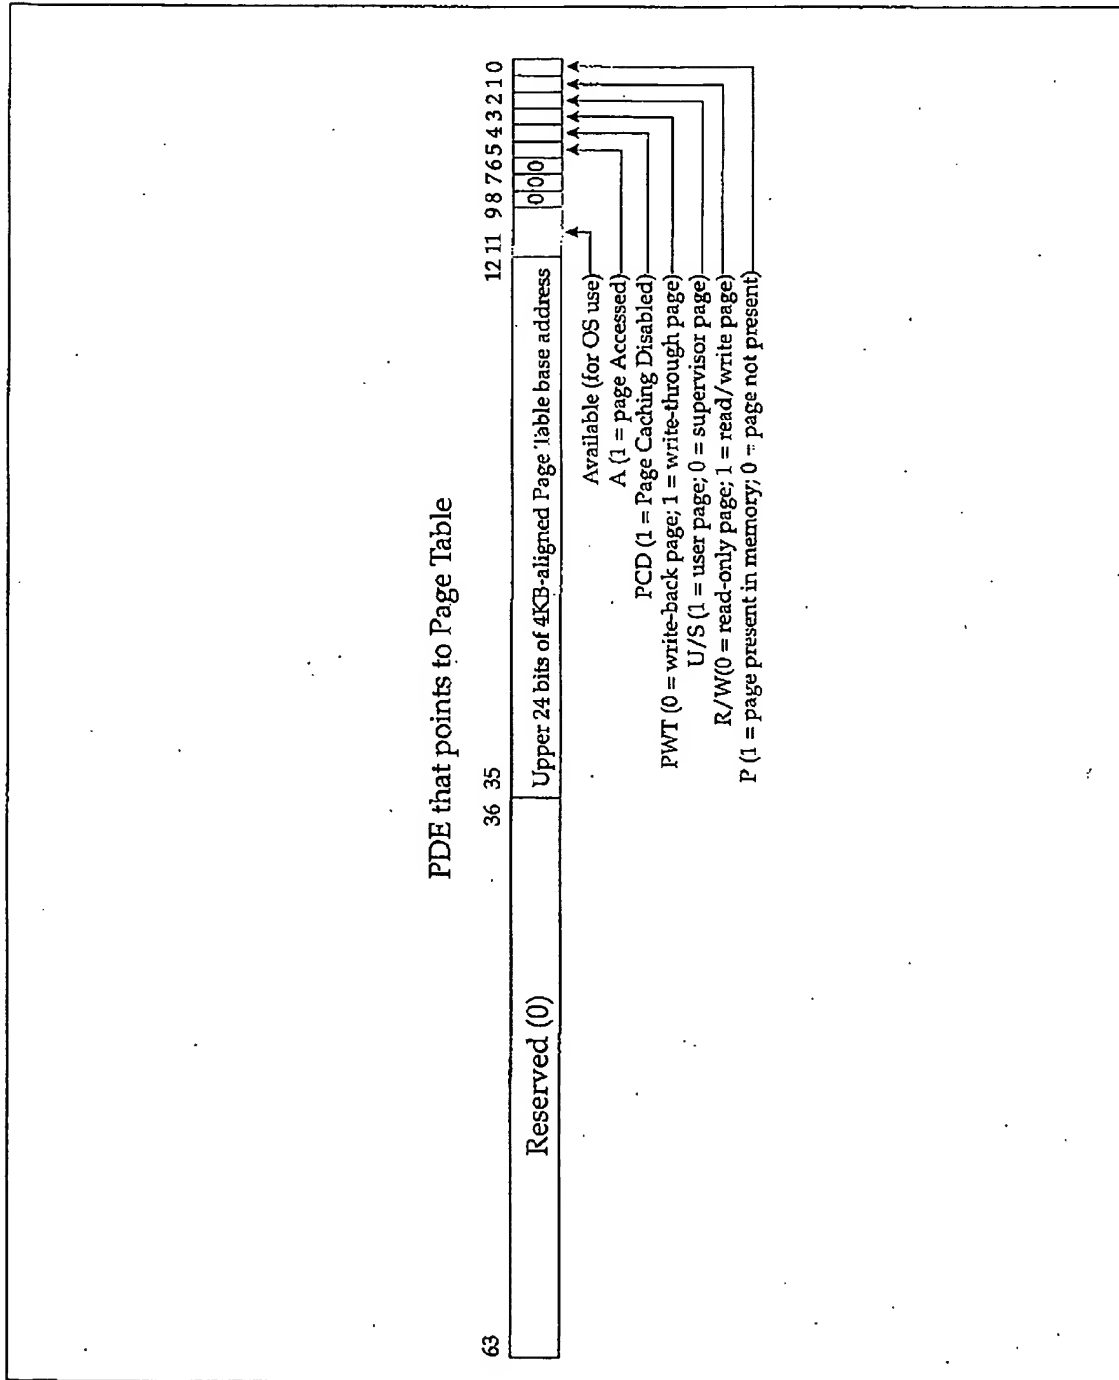 PDE that points to Page Table
63 36 35 12 11 9 8 7 6 5 4 3 2 1 0
Reserved (0) Upper 24 bits of 4KB-aligned Page Table base address 0 0 0
Available (for OS use)
A (1 = page Accessed)
PCD (1 = Page Caching Disabled)
PWT (0 = write-back page; 1 = write-through page)
U/S (1 = user page; 0 = supervisor page)
R/W(0 = read-only page; 1 = read/write page)
P (1 = page present in memory; 0 = page not present)